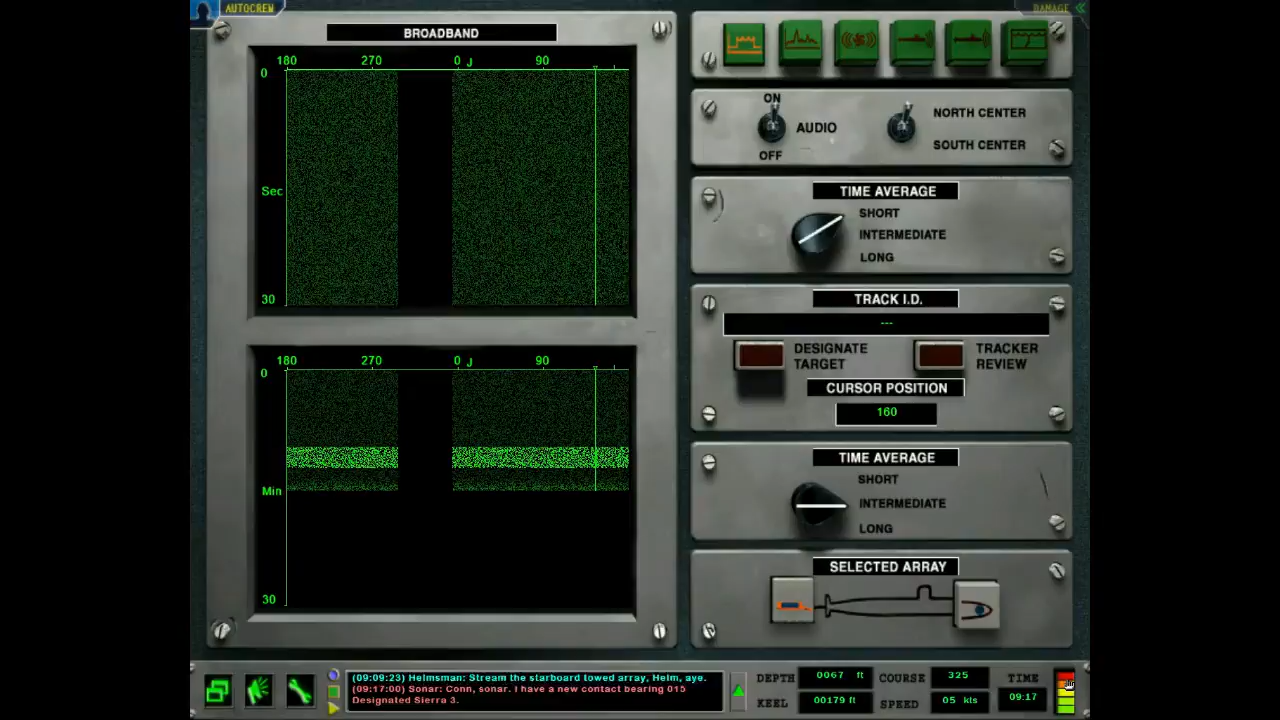 AUTOCREW
DAMAGE
BROADBAND
180 270 0 J 90
0
Sec
30
180 270 0 J 90
0
Min
30
ON
AUDIO
OFF
NORTH CENTER
SOUTH CENTER
TIME AVERAGE
SHORT
INTERMEDIATE
LONG
TRACK I.D.
---
DESIGNATE
TARGET
TRACKER
REVIEW
CURSOR POSITION
160
TIME AVERAGE
SHORT
INTERMEDIATE
LONG
SELECTED ARRAY
(09:09:23) Helmsman: Stream the starboard towed array, Helm, aye.
(09:17:00) Sonar: Conn, sonar. I have a new contact bearing 015
Designated Sierra 3.
DEPTH 0067 ft COURSE 325 TIME
KEEL 00179 ft SPEED 05 kts 09:17